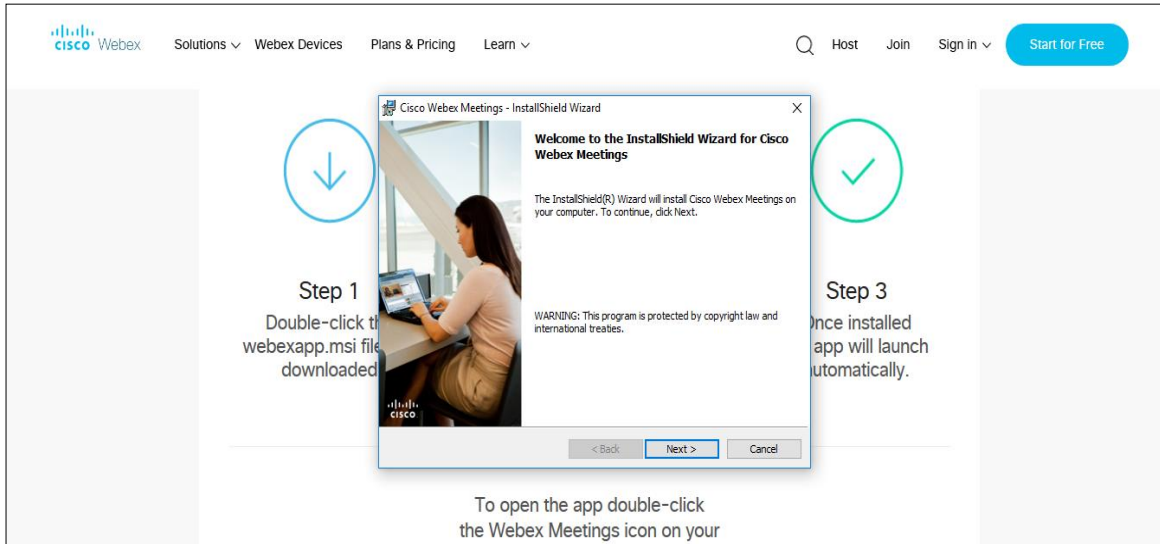 CISCO Webex Solutions Webex Devices Plans & Pricing Learn Host Join Sign in Start for Free
Cisco Webex Meetings - InstallShield Wizard
Welcome to the InstallShield Wizard for Cisco
Webex Meetings
The InstallShield(R) Wizard will install Cisco Webex Meetings on
your computer. To continue, click Next.
WARNING: This program is protected by copyright law and
international treaties.
CISCO
< Back Next > Cancel
Step 1
Double-click
webexapp.msi
downloaded
Step 3
installed
app will launch
To open the app double-click
the Webex Meetings icon on your